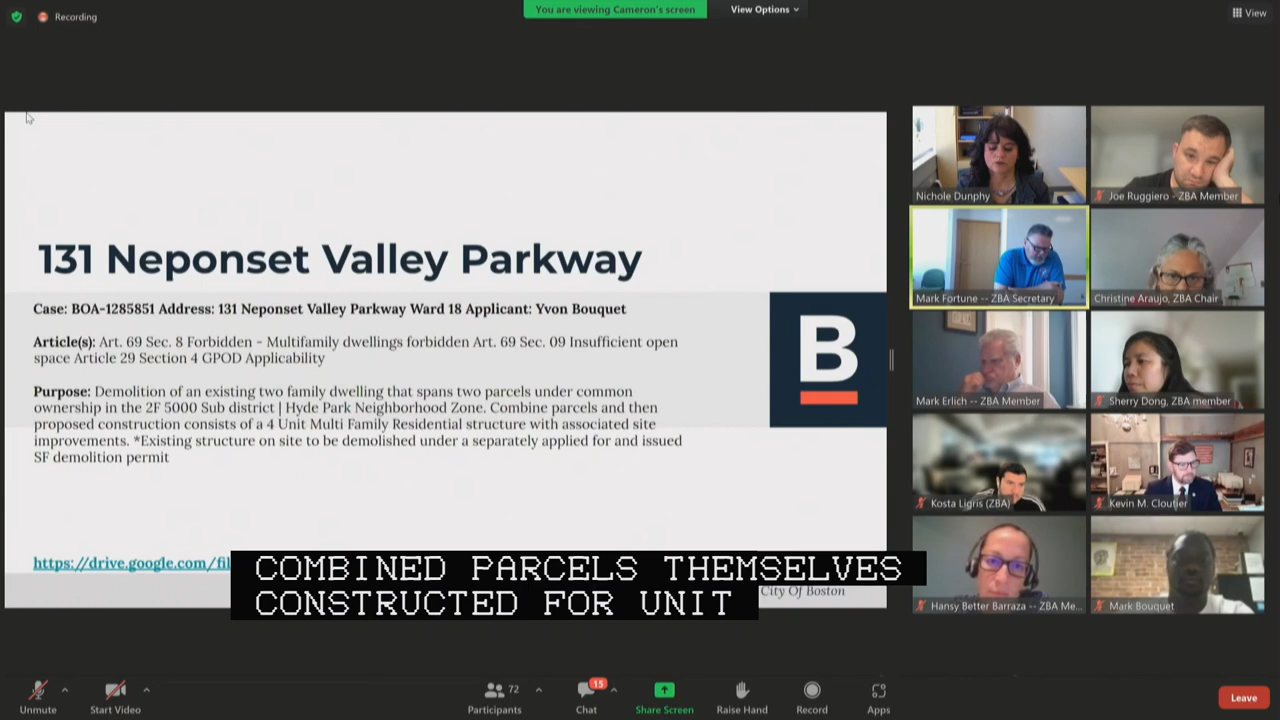 Recording
You are viewing Cameron's screen
View Options
View
131 Neponset Valley Parkway
Case: BOA-1285851 Address: 131 Neponset Valley Parkway Ward 18 Applicant: Yvon Bouquet
Article(s): Art. 69 Sec. 8 Forbidden - Multifamily dwellings forbidden Art. 69 Sec. 09 Insufficient open
space Article 29 Section 4 GPOD Applicability
Purpose: Demolition of an existing two family dwelling that spans two parcels under common
ownership in the 2F 5000 Sub district | Hyde Park Neighborhood Zone. Combine parcels and then
proposed construction consists of a 4 Unit Multi Family Residential structure with associated site
improvements. *Existing structure on site to be demolished under a separately applied for and issued
SF demolition permit
https://drive.google.com/fil
City Of Boston
B
COMBINED PARCELS THEMSELVES
CONSTRUCTED FOR UNIT
Nichole Dunphy
Joe Ruggiero - ZBA Member
Mark Fortune -- ZBA Secretary
Christine Araujo, ZBA Chair
Mark Erlich -- ZBA Member
Sherry Dong, ZBA member
Kosta Ligris (ZBA)
Kevin M. Cloutier
Hansy Better Barraza -- ZBA Me...
Mark Bouquet
Unmute
Start Video
72
Participants
15
Chat
Share Screen
Raise Hand
Record
Apps
Leave